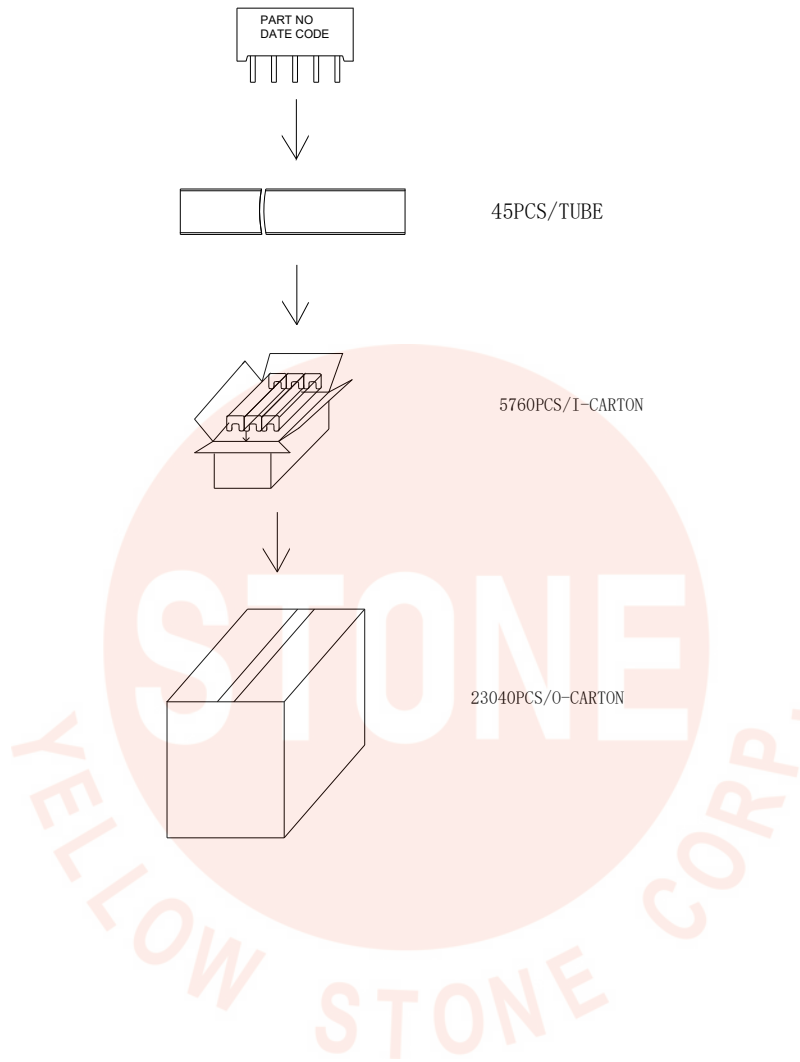 PART NO
DATE CODE
45PCS/TUBE
5760PCS/I-CARTON
23040PCS/O-CARTON
STONE
YELLOW STONE CORP.